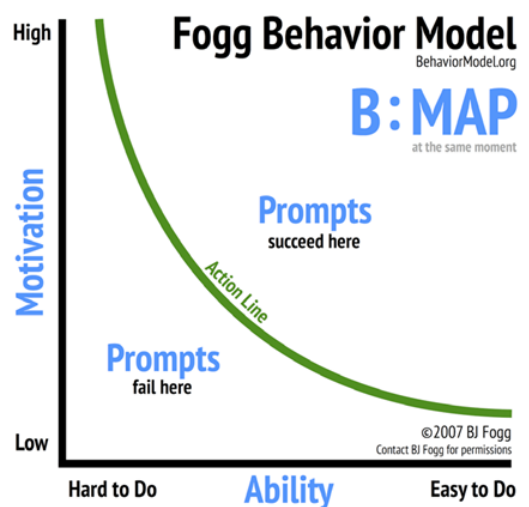 High
Fogg Behavior Model
BehaviorModel.org
B:MAP
at the same moment
Motivation
Prompts
succeed here
Action Line
Prompts
fail here
©2007 BJ Fogg
Contact BJ Fogg for permissions
Low
Hard to Do
Ability
Easy to Do